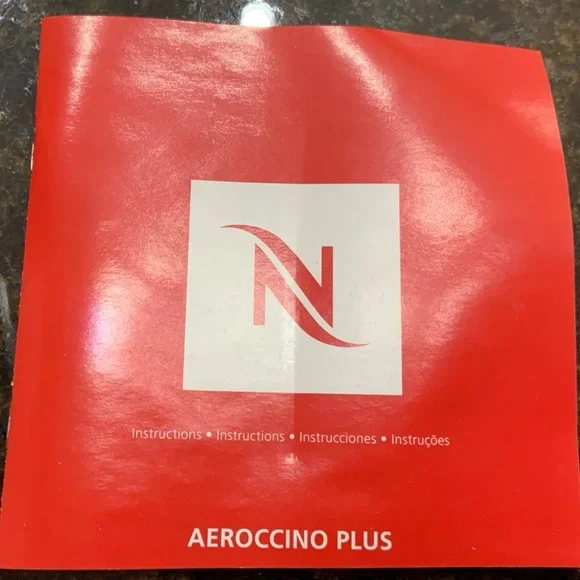 N
Instructions • Instructions • Instrucciones • Instruções
AEROCCINO PLUS